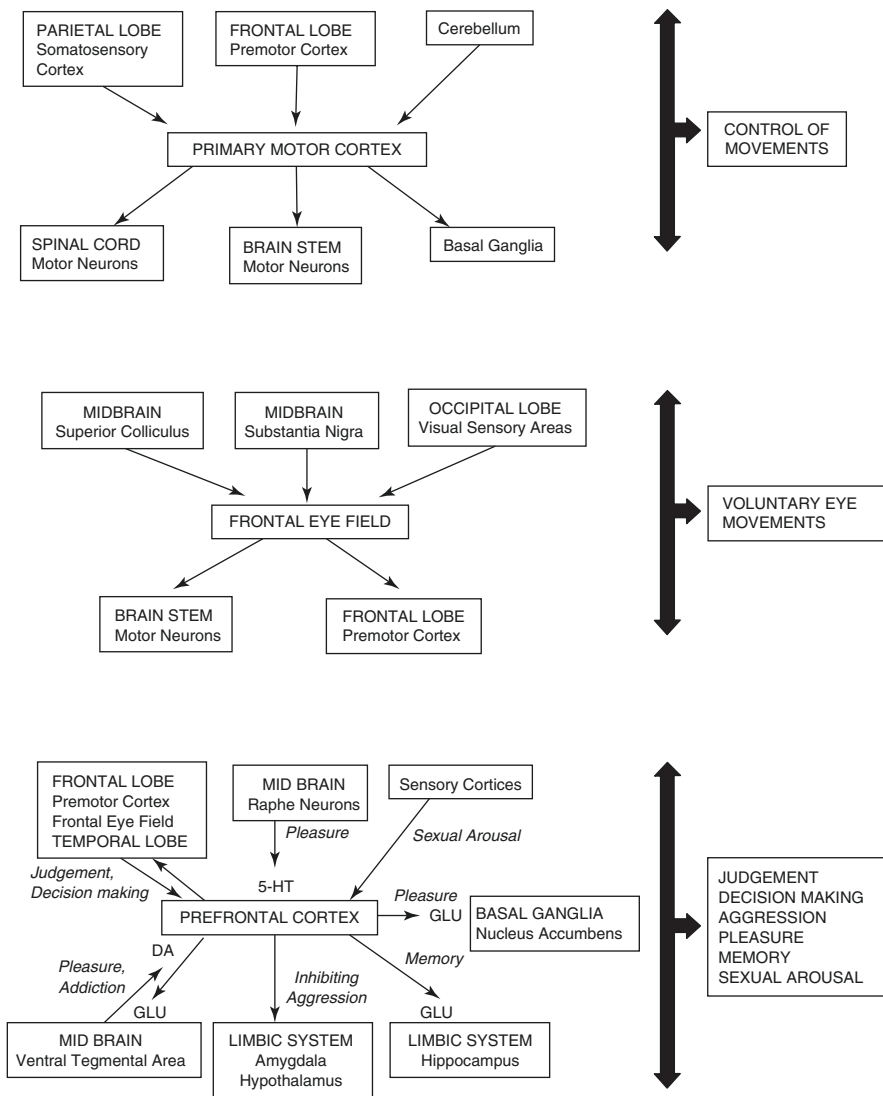 PARIETAL LOBE
Somatosensory
Cortex
FRONTAL LOBE
Premotor Cortex
Cerebellum
PRIMARY MOTOR CORTEX
SPINAL CORD
Motor Neurons
BRAIN STEM
Motor Neurons
Basal Ganglia
CONTROL OF
MOVEMENTS
MIDBRAIN
Superior Colliculus
MIDBRAIN
Substantia Nigra
OCCIPITAL LOBE
Visual Sensory Areas
FRONTAL EYE FIELD
BRAIN STEM
Motor Neurons
FRONTAL LOBE
Premotor Cortex
VOLUNTARY EYE
MOVEMENTS
FRONTAL LOBE
Premotor Cortex
Frontal Eye Field
TEMPORAL LOBE
MID BRAIN
Raphe Neurons
Sensory Cortices
Pleasure
Sexual Arousal
Judgement,
Decision making
5-HT
PREFRONTAL CORTEX
Pleasure
GLU
BASAL GANGLIA
Nucleus Accumbens
DA
Pleasure,
Addiction
GLU
Inhibiting
Aggression
Memory
GLU
MID BRAIN
Ventral Tegmental Area
LIMBIC SYSTEM
Amygdala
Hypothalamus
LIMBIC SYSTEM
Hippocampus
JUDGEMENT
DECISION MAKING
AGGRESSION
PLEASURE
MEMORY
SEXUAL AROUSAL